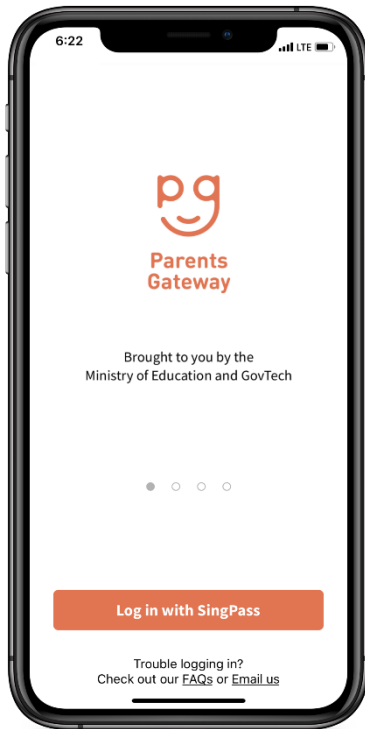 6:22
LTE
pg
Parents
Gateway
Brought to you by the
Ministry of Education and GovTech
Log in with SingPass
Trouble logging in?
Check out our FAQs or Email us